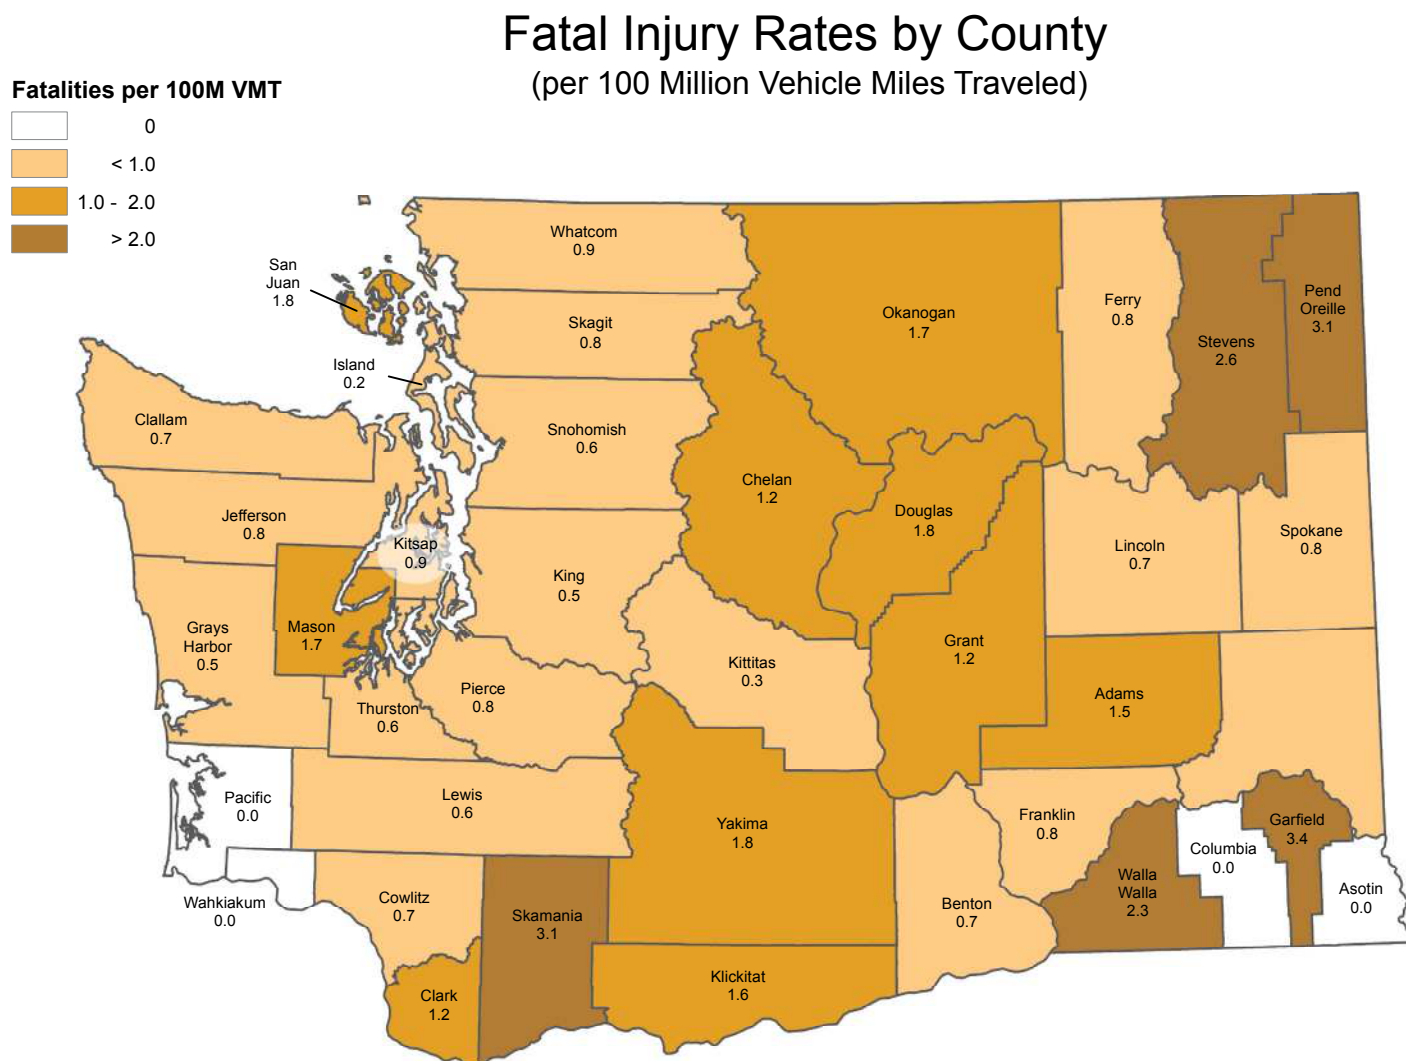 Fatal Injury Rates by County
(per 100 Million Vehicle Miles Traveled)
Fatalities per 100M VMT
0
< 1.0
1.0 - 2.0
> 2.0
Whatcom
0.9
San
Juan
1.8
Skagit
0.8
Okanogan
1.7
Ferry
0.8
Stevens
2.6
Pend
Oreille
3.1
Island
0.2
Clallam
0.7
Snohomish
0.6
Chelan
1.2
Douglas
1.8
Jefferson
0.8
Kitsap
0.9
King
0.5
Lincoln
0.7
Spokane
0.8
Grays
Harbor
0.5
Mason
1.7
Kittitas
0.3
Grant
1.2
Adams
1.5
Thurston
0.6
Pierce
0.8
Pacific
0.0
Lewis
0.6
Yakima
1.8
Franklin
0.8
Columbia
0.0
Garfield
3.4
Wahkiakum
0.0
Cowlitz
0.7
Skamania
3.1
Benton
0.7
Walla
Walla
2.3
Asotin
0.0
Clark
1.2
Klickitat
1.6